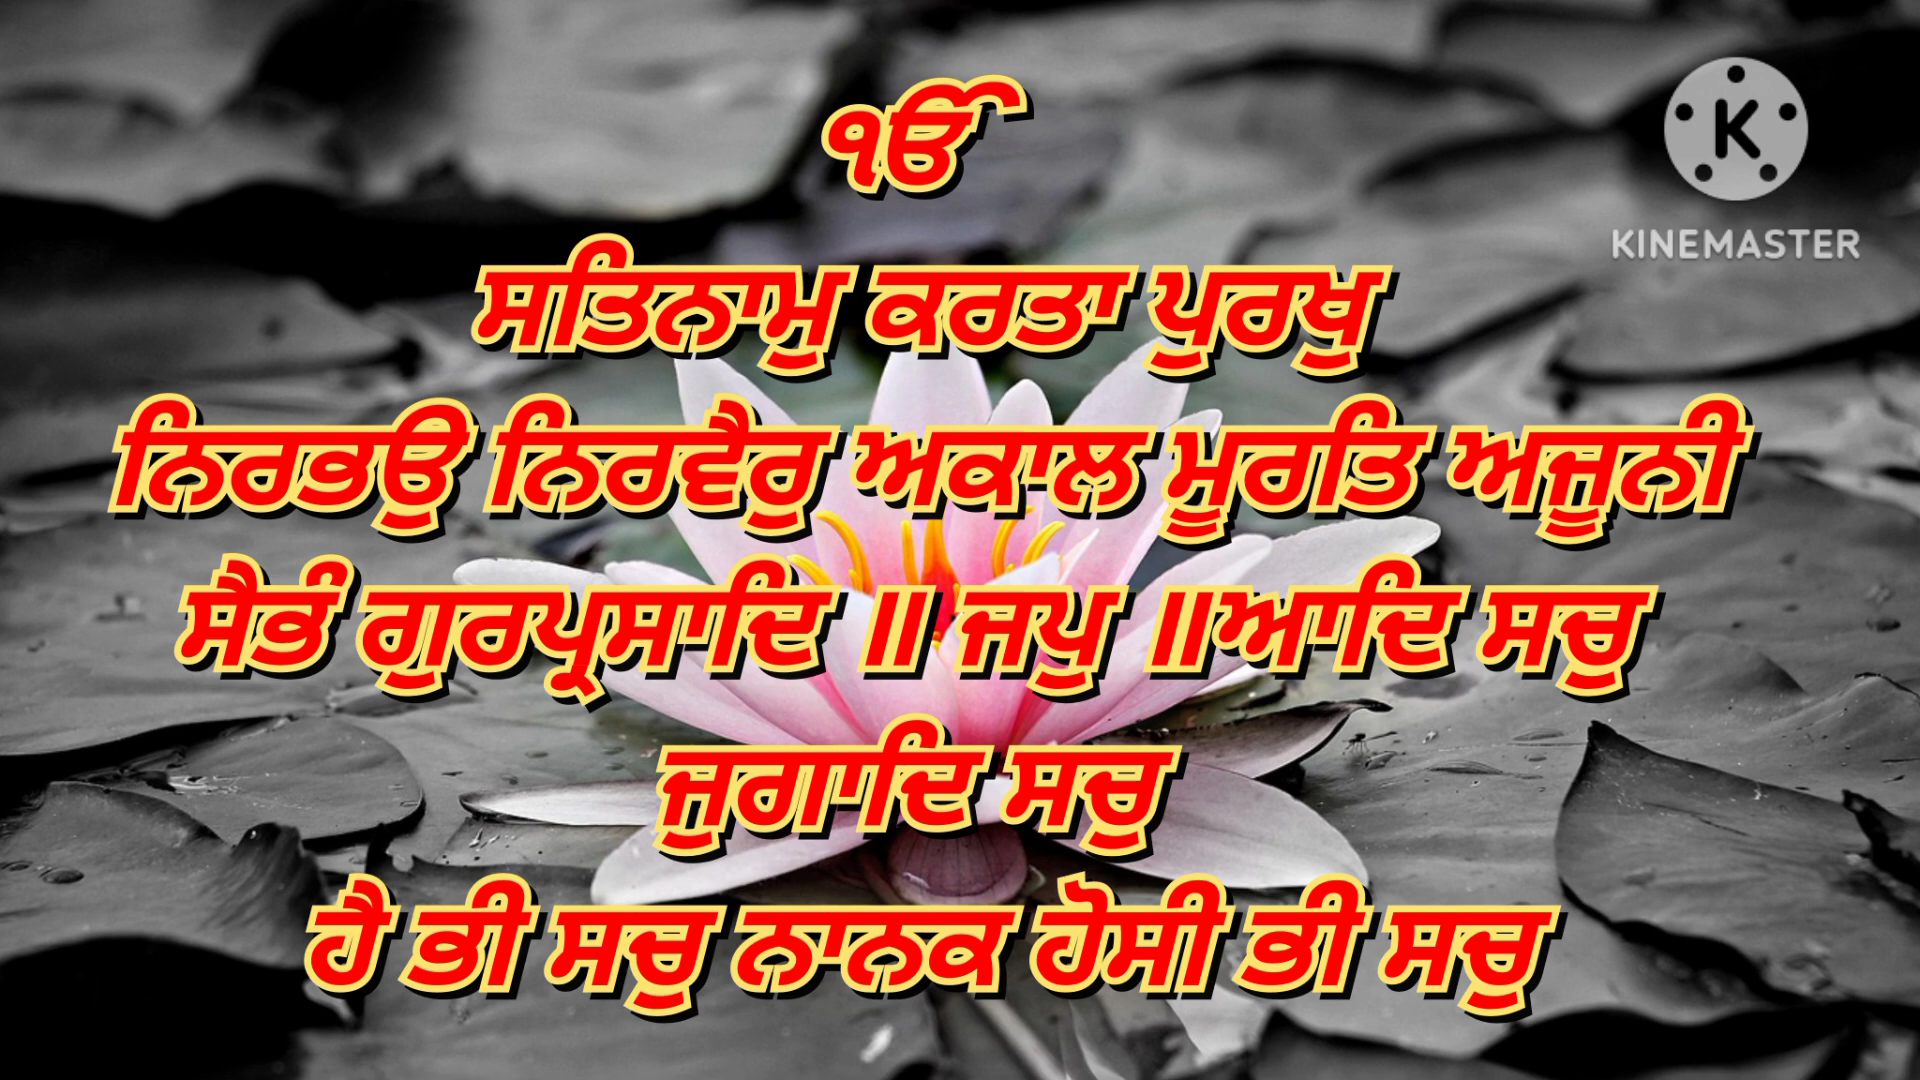 ੴ
ਸਤਿਨਾਮੁ ਕਰਤਾ ਪੁਰਖੁ
ਨਿਰਭਉ ਨਿਰਵੈਰੁ ਅਕਾਲ ਮੂਰਤਿ ਅਜੂਨੀ
ਸੈਭੰ ਗੁਰਪ੍ਰਸਾਦਿ ॥ ਜਪੁ ॥ਆਦਿ ਸਚੁ
ਜੁਗਾਦਿ ਸਚੁ
ਹੈ ਭੀ ਸਚੁ ਨਾਨਕ ਹੋਸੀ ਭੀ ਸਚੁ
K
KINEMASTER